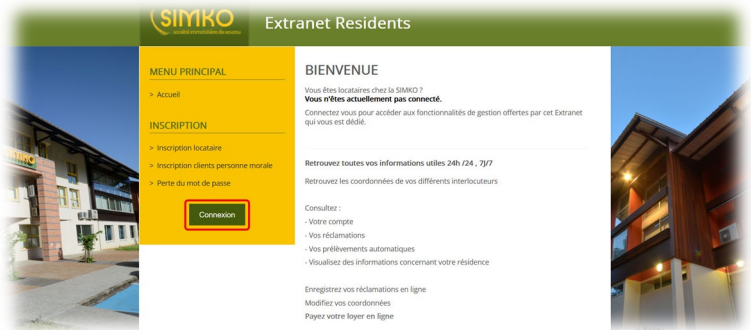 SIMKO
Extranet Residents
MENU PRINCIPAL
> Accueil
INSCRIPTION
> Inscription locataire
> Inscription clients personne morale
> Perte du mot de passe
Connexion
BIENVENUE
Vous êtes locataires chez la SIMKO ?
Vous n'êtes actuellement pas connecté.
Connectez vous pour accéder aux fonctionnalités de gestion offertes par cet Extranet
qui vous est dédié.
Retrouvez toutes vos informations utiles 24h /24 , 7J/7
Retrouvez les coordonnées de vos différents interlocuteurs
Consultez :
- Votre compte
- Vos réclamations
- Vos prélèvements automatiques
- Visualisez des informations concernant votre résidence
Enregistrez vos réclamations en ligne
Modifiez vos coordonnées
Payez votre loyer en ligne